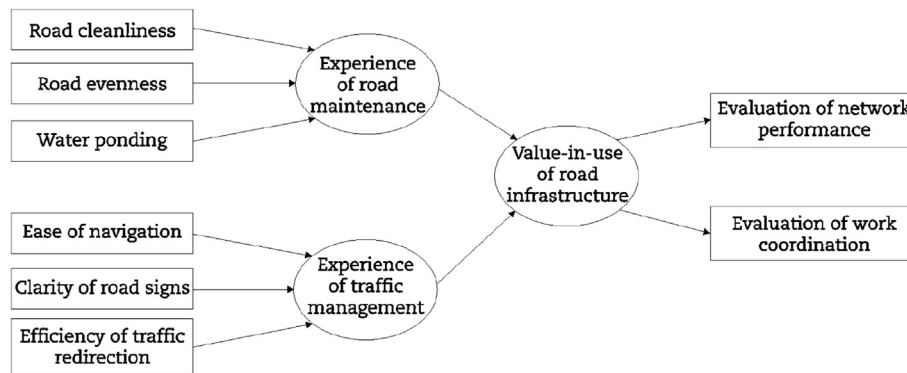 Road cleanliness
Road evenness
Water ponding
Experience
of road
maintenance
Ease of navigation
Clarity of road signs
Efficiency of traffic
redirection
Experience
of traffic
management
Value-in-use
of road
infrastructure
Evaluation of network
performance
Evaluation of work
coordination